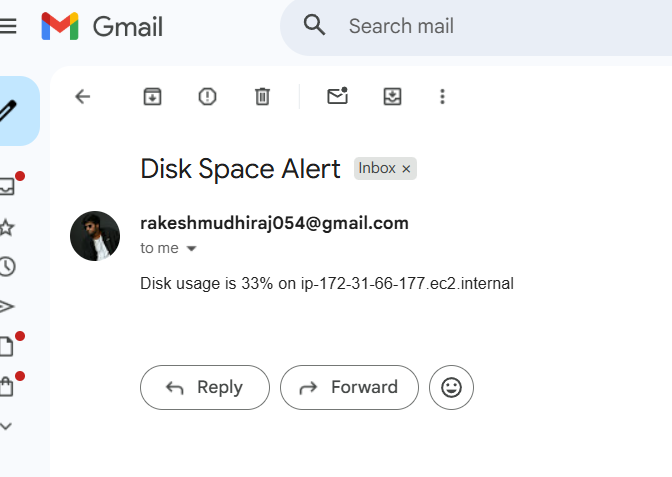 Gmail
Search mail
Disk Space Alert Inbox ×
rakeshmudhiraj054@gmail.com
to me
Disk usage is 33% on ip-172-31-66-177.ec2.internal
Reply Forward